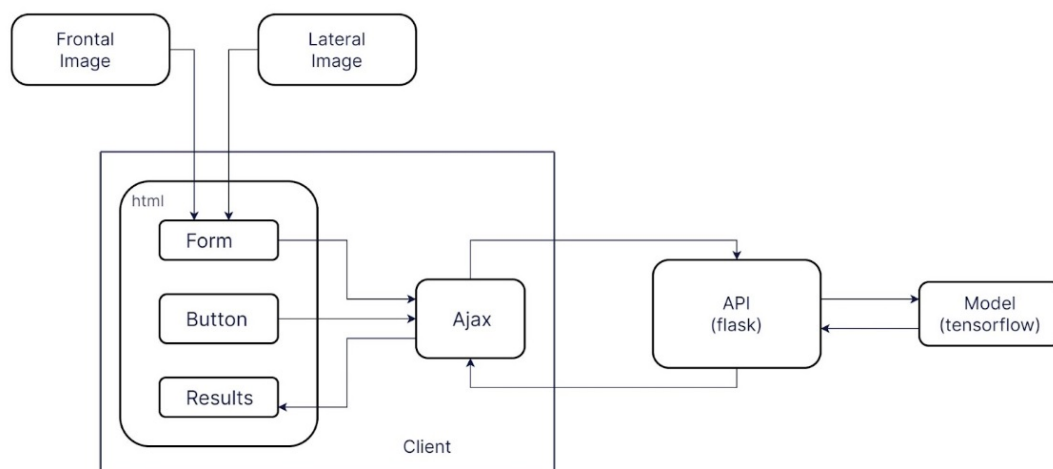 Frontal
Image
Lateral
Image
html
Form
Button
Results
Ajax
Client
API
(flask)
Model
(tensorflow)